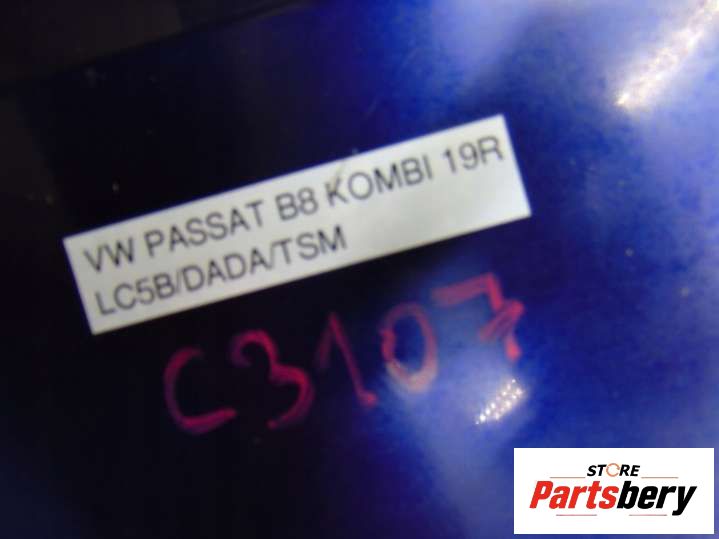 VW PASSAT B8 KOMBI 19R
LC5B/DADA/TSM
C3107
STORE
Partsbery